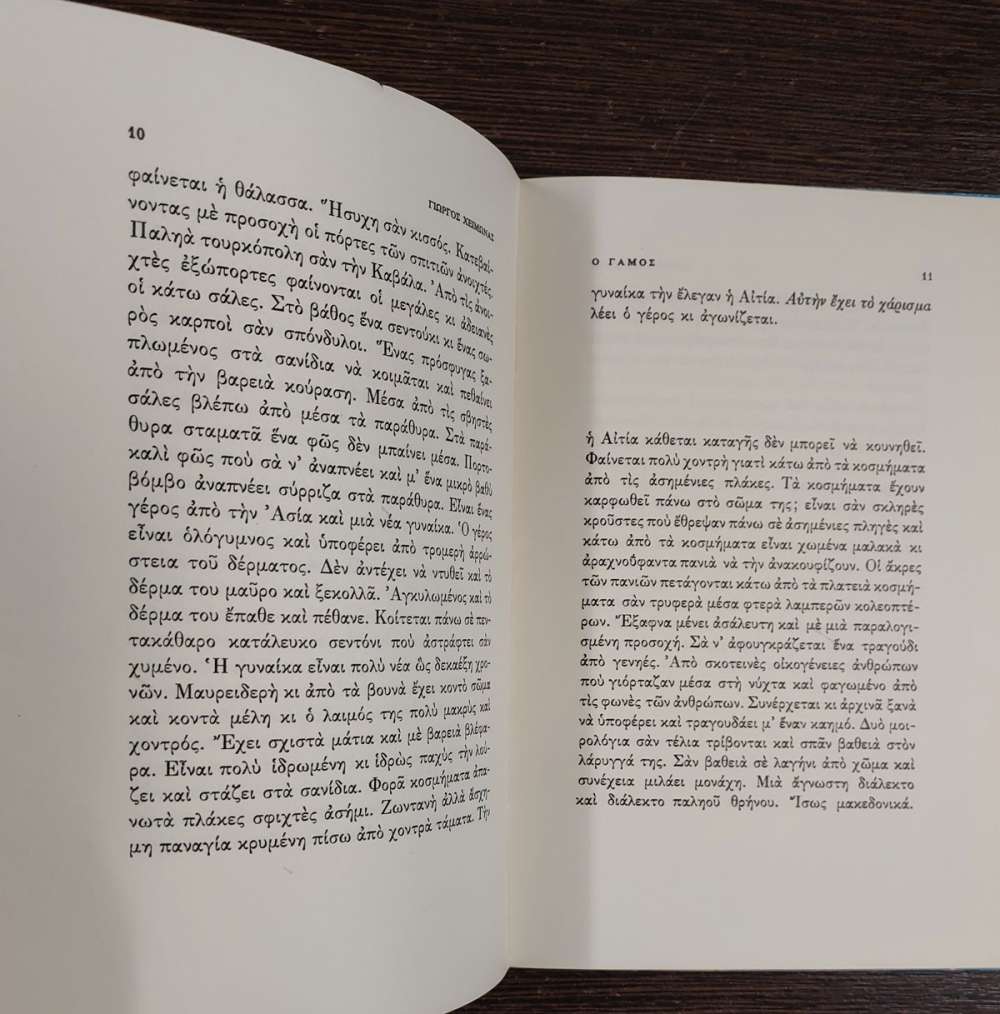 10
ΓΙΩΡΓΟΣ ΧΕΙΜΩΝΑΣ
φαίνεται ἡ θάλασσα. Ἥσυχη σὰν κισσός. Κατεβαί-
νοντας μὲ προσοχὴ οἱ πόρτες τῶν σπιτιῶν ἀνοιχτές.
Παληὰ τουρκόπολη σὰν τὴν Καβάλα. Ἀπὸ τὶς ἀνοι-
χτὲς ἐξώπορτες φαίνονται οἱ μεγάλες κι ἀδειανὲς
οἱ κάτω σάλες. Στὸ βάθος ἕνα σεντούκι κι ἕνας σω-
ρὸς καρποὶ σὰν σπόνδυλοι. Ἕνας πρόσφυγας ξα-
πλωμένος στὰ σανίδια νὰ κοιμᾶται καὶ πεθαίνει
ἀπὸ τὴν βαρειὰ κούραση. Μέσα ἀπὸ τὶς σβηστὲς
σάλες βλέπω ἀπὸ μέσα τὰ παράθυρα. Στὰ παρά-
θυρα σταματᾶ ἕνα φῶς δὲν μπαίνει μέσα. Πορτο-
καλὶ φῶς ποὺ σὰ ν' ἀναπνέει καὶ μ' ἕνα μικρὸ βαθὺ
βόμβο ἀναπνέει σύρριζα στὰ παράθυρα. Εἶναι ἕνας
γέρος ἀπὸ τὴν Ἀσία καὶ μιὰ νέα γυναίκα. Ὁ γέρος
εἶναι ὁλόγυμνος καὶ ὑποφέρει ἀπὸ τρομερὴ ἀρρώ-
στεια τοῦ δέρματος. Δὲν ἀντέχει νὰ ντυθεῖ καὶ τὸ
δέρμα του μαῦρο καὶ ξεκολλᾶ. Ἀγκυλωμένος καὶ τὸ
δέρμα του ἔπαθε καὶ πέθανε. Κοίτεται πάνω σὲ πεν-
τακάθαρο κατάλευκο σεντόνι ποὺ ἀστράφτει σὰν
χυμένο. Ἡ γυναίκα εἶναι πολὺ νέα ὣς δεκαέξη χρο-
νῶν. Μαυρειδερὴ κι ἀπὸ τὰ βουνὰ ἔχει κοντὸ σῶμα
καὶ κοντὰ μέλη κι ὁ λαιμός της πολὺ μακρὺς καὶ
χοντρός. Ἔχει σχιστὰ μάτια καὶ μὲ βαρειὰ βλέφα-
ρα. Εἶναι πολὺ ἱδρωμένη κι ἱδρὼς παχὺς τὴν λού-
ζει καὶ στάζει στὰ σανίδια. Φορᾶ κοσμήματα ἀπα-
νωτὰ πλάκες σφιχτὲς ἀσήμι. Ζωντανὴ ἀλλὰ ἄσχη-
μη παναγία κρυμένη πίσω ἀπὸ χοντρὰ τάματα. Τὴν
Ο ΓΑΜΟΣ
11
γυναίκα τὴν ἔλεγαν ἡ Αἰτία. Αὐτὴν ἔχει τὸ χάρισμα
λέει ὁ γέρος κι ἀγωνίζεται.
ἡ Αἰτία κάθεται καταγῆς δὲν μπορεῖ νὰ κουνηθεῖ.
Φαίνεται πολὺ χοντρὴ γιατὶ κάτω ἀπὸ τὰ κοσμήματα
ἀπὸ τὶς ἀσημένιες πλάκες. Τὰ κοσμήματα ἔχουν
καρφωθεῖ πάνω στὸ σῶμα της; εἶναι σὰν σκληρὲς
κροῦστες ποὺ ἔθρεψαν πάνω σὲ ἀσημένιες πληγὲς καὶ
κάτω ἀπὸ τὰ κοσμήματα εἶναι χωμένα μαλακὰ κι
ἀραχνοΰφαντα πανιὰ νὰ τὴν ἀνακουφίζουν. Οἱ ἄκρες
τῶν πανιῶν πετάγονται κάτω ἀπὸ τὰ πλατειὰ κοσμή-
ματα σὰν τρυφερὰ μέσα φτερὰ λαμπερῶν κολεοπτέ-
ρων. Ἔξαφνα μένει ἀσάλευτη καὶ μὲ μιὰ παραλογι-
σμένη προσοχή. Σὰ ν' ἀφουγκράζεται ἕνα τραγούδι
ἀπὸ γενηές. Ἀπὸ σκοτεινὲς οἰκογένειες ἀνθρώπων
ποὺ γιόρταζαν μέσα στὴ νύχτα καὶ φαγωμένο ἀπὸ
τὶς φωνὲς τῶν ἀνθρώπων. Συνέρχεται κι ἀρχινᾶ ξανὰ
νὰ ὑποφέρει καὶ τραγουδάει μ' ἕναν καημό. Δυὸ μοι-
ρολόγια σὰν τέλια τρίβονται καὶ σπᾶν βαθειὰ στὸν
λάρυγγά της. Σὰν βαθειὰ σὲ λαγήνι ἀπὸ χῶμα καὶ
συνέχεια μιλάει μονάχη. Μιὰ ἄγνωστη διάλεκτο
καὶ διάλεκτο παληοῦ θρήνου. Ἴσως μακεδονικά.